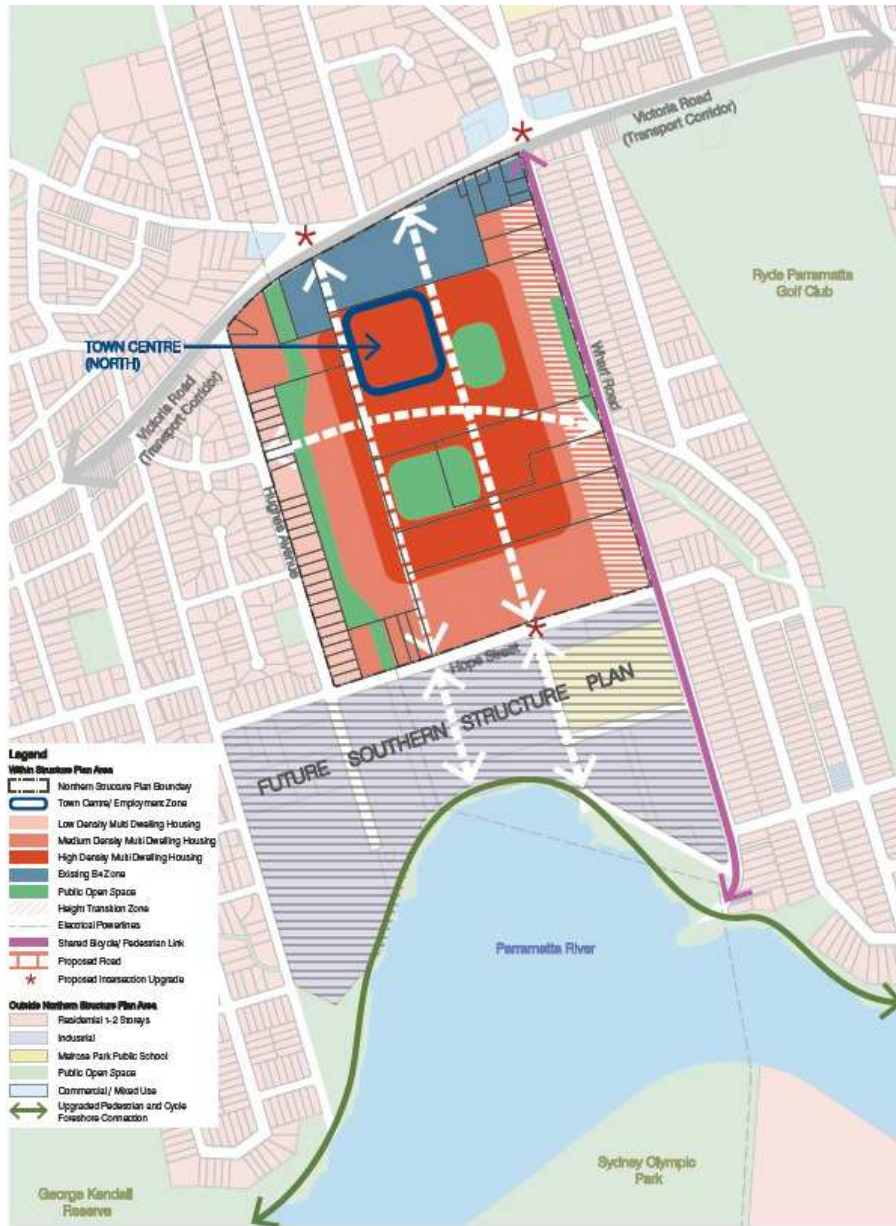 Victoria Road
(Transport Corridor)
Ryde Parramatta
Golf Club
TOWN CENTRE
(NORTH)
Wharf Road
Victoria Road
(Transport Corridor)
Hughes Avenue
Hope Street
FUTURE SOUTHERN STRUCTURE PLAN
Parramatta River
Sydney Olympic
Park
George Kendall
Reserve
Legend
Within Structure Plan Area
Northern Structure Plan Boundary
Town Centre/ Employment Zone
Low Density Multi Dwelling Housing
Medium Density Multi Dwelling Housing
High Density Multi Dwelling Housing
Existing B4 Zone
Public Open Space
Height Transition Zone
Electrical Powerlines
Shared Bicycle/ Pedestrian Link
Proposed Road
Proposed Intersection Upgrade
Outside Northern Structure Plan Area
Residential 1-2 Storeys
Industrial
Melrose Park Public School
Public Open Space
Commercial / Mixed Use
Upgraded Pedestrian and Cycle
Foreshore Connection